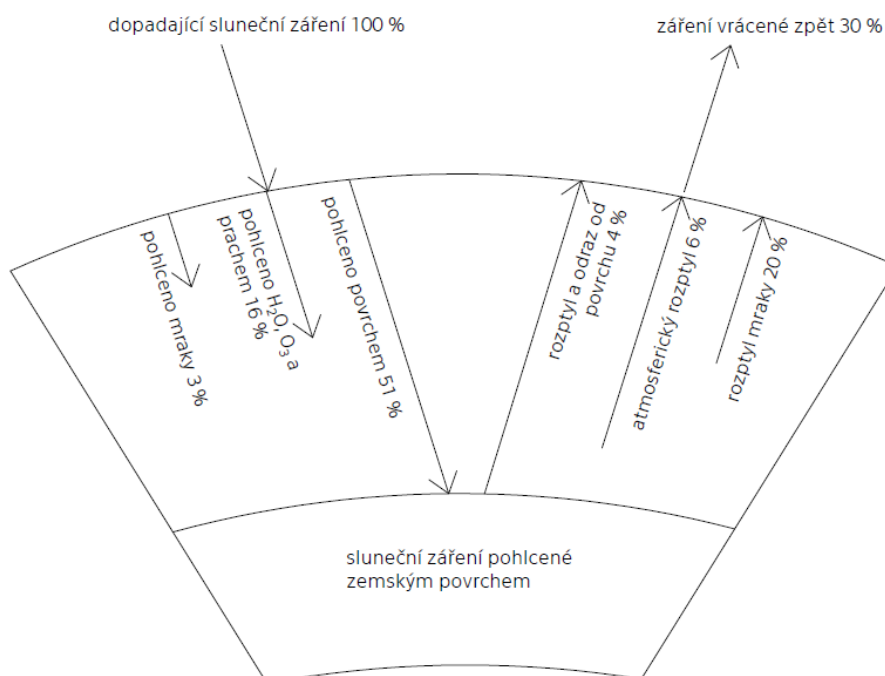 dopadající sluneční záření 100 %
záření vrácené zpět 30 %
pohlceno mraky 3 %
pohlceno H₂O, O₃ a
prachem 16 %
pohlceno povrchem 51 %
rozptyl a odraz od
povrchu 4 %
atmosferický rozptyl 6 %
rozptyl mraky 20 %
sluneční záření pohlcené
zemským povrchem